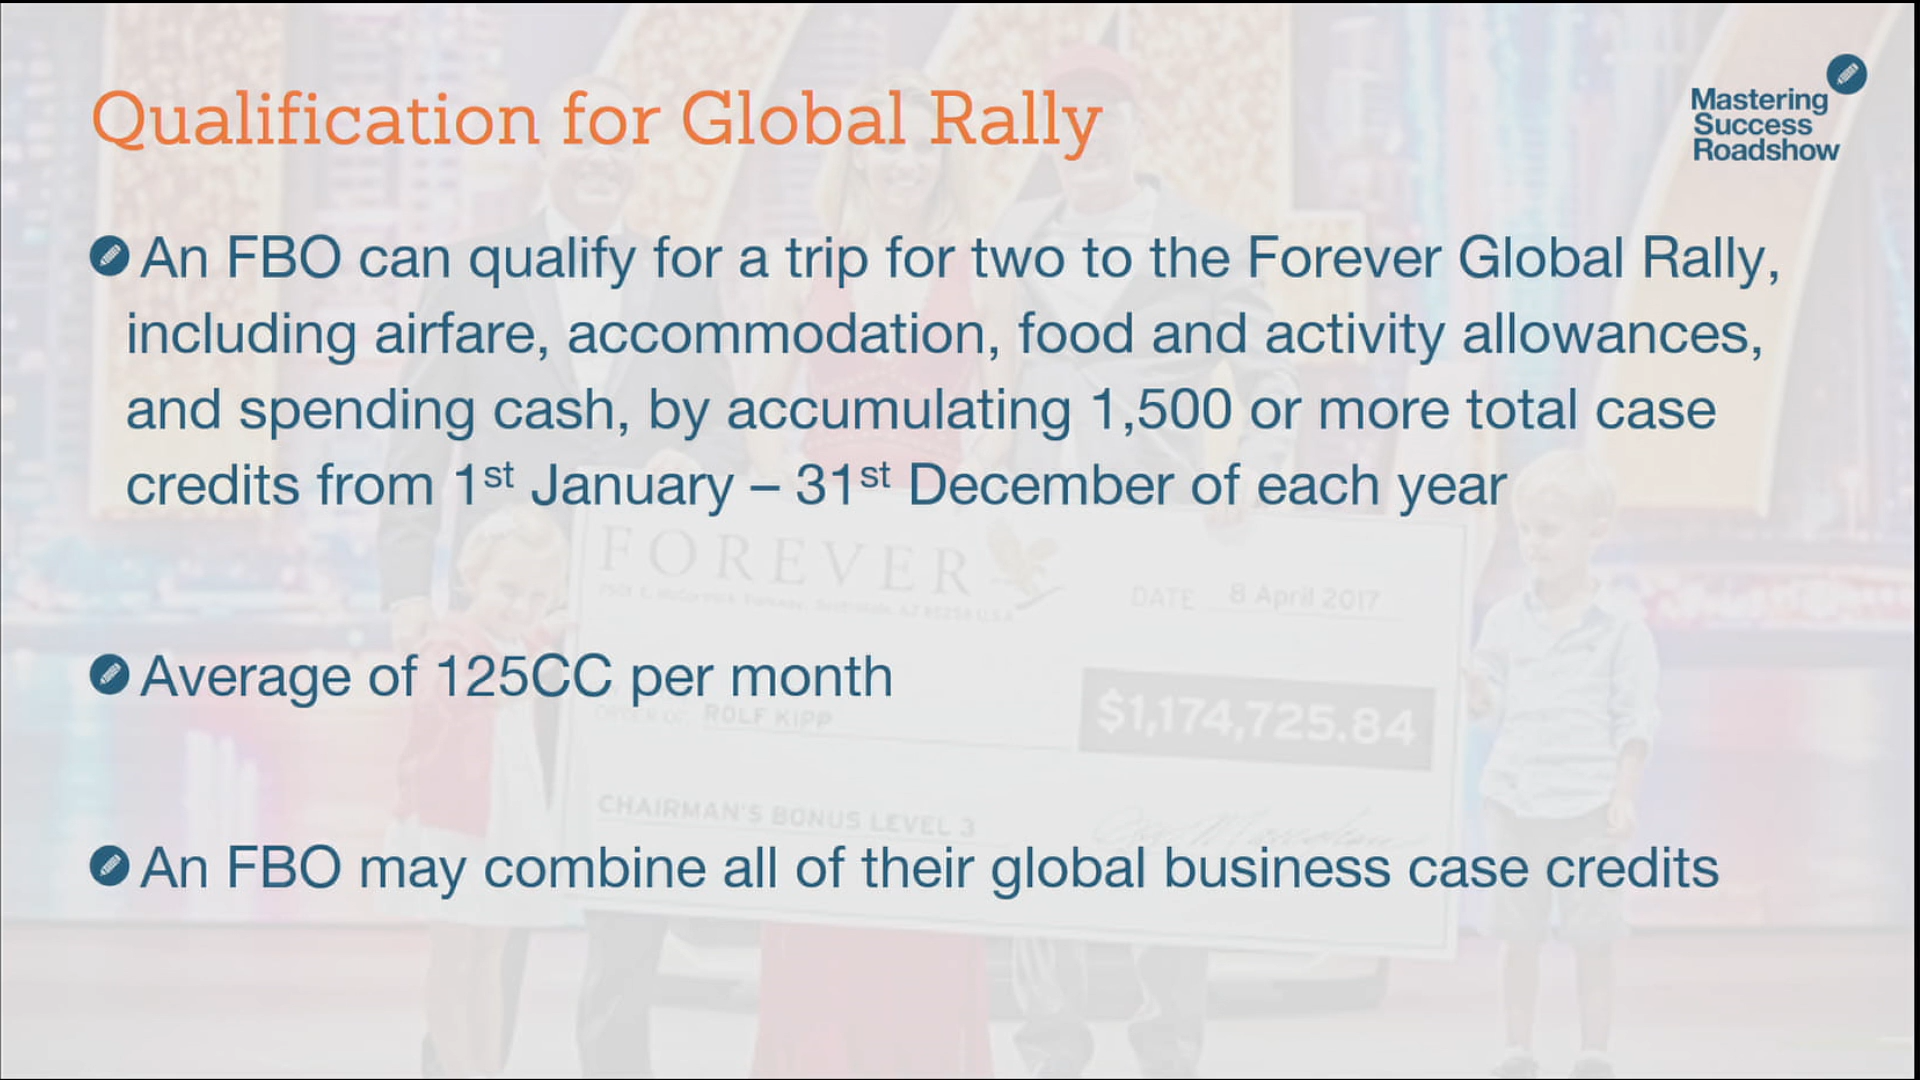 Qualification for Global Rally
Mastering
Success
Roadshow
An FBO can qualify for a trip for two to the Forever Global Rally,
including airfare, accommodation, food and activity allowances,
and spending cash, by accumulating 1,500 or more total case
credits from 1st January – 31st December of each year
FOREVER
DATE 8 April 2017
Average of 125CC per month
ROLF KIPP
$1,174,725.84
CHAIRMAN'S BONUS LEVEL 3
An FBO may combine all of their global business case credits